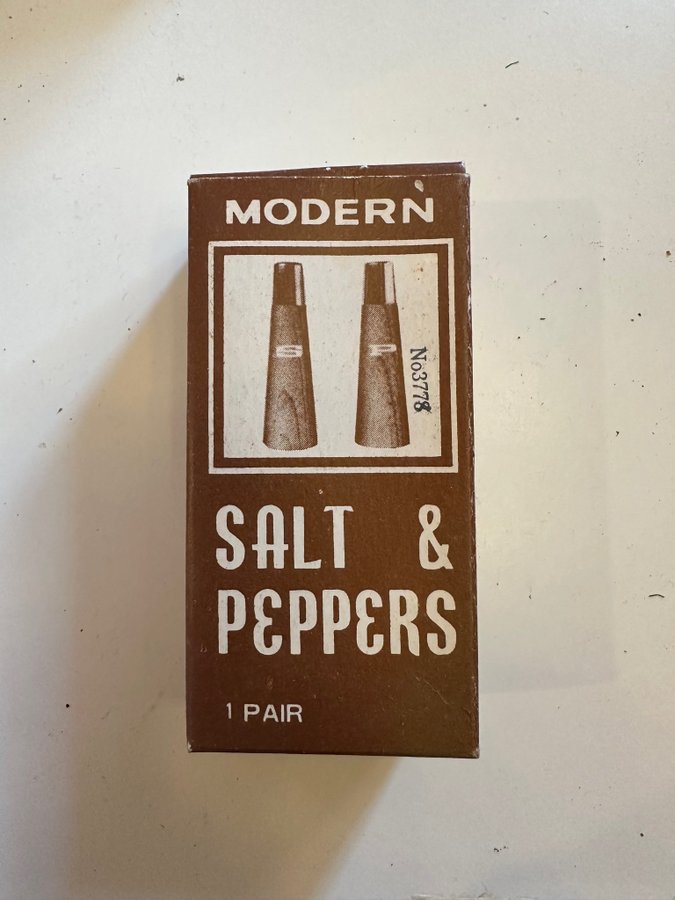 MODERN
S P
No3778
SALT &
PEPPERS
1 PAIR